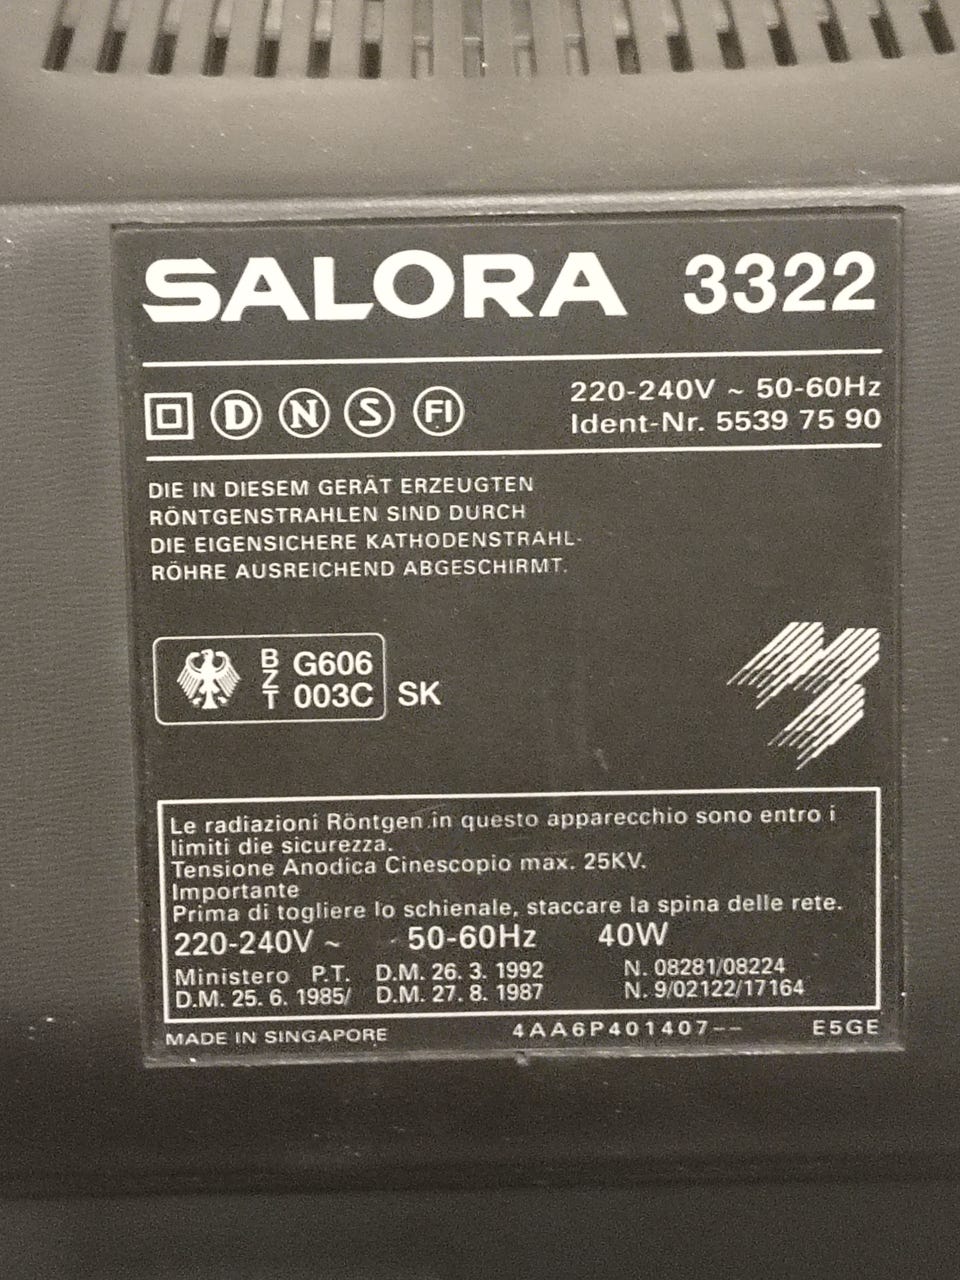 SALORA 3322
D N S FI
220-240V ~ 50-60Hz
Ident-Nr. 5539 75 90
DIE IN DIESEM GERÄT ERZEUGTEN
RÖNTGENSTRAHLEN SIND DURCH
DIE EIGENSICHERE KATHODENSTRAHL-
RÖHRE AUSREICHEND ABGESCHIRMT.
BZT G606
003C SK
Le radiazioni Röntgen in questo apparecchio sono entro i
limiti die sicurezza.
Tensione Anodica Cinescopio max. 25KV.
Importante
Prima di togliere lo schienale, staccare la spina delle rete.
220-240V ~ 50-60Hz 40W
Ministero P.T. D.M. 26. 3. 1992 N. 08281/08224
D.M. 25. 6. 1985/ D.M. 27. 8. 1987 N. 9/02122/17164
MADE IN SINGAPORE 4AA6P401407-- E5GE